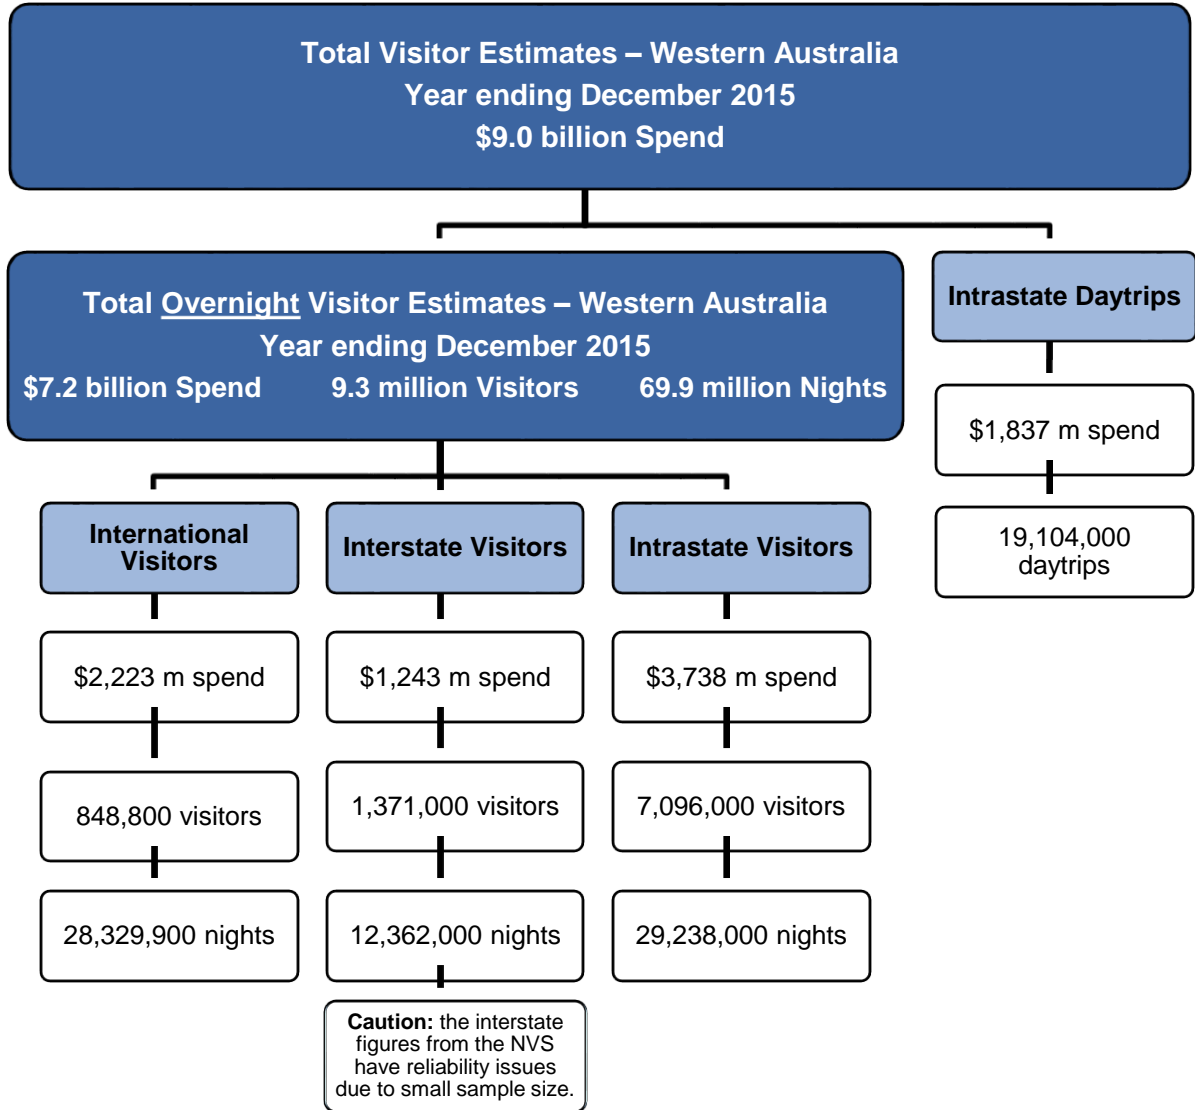 Total Visitor Estimates – Western Australia
Year ending December 2015
$9.0 billion Spend
Total Overnight Visitor Estimates – Western Australia
Year ending December 2015
$7.2 billion Spend 9.3 million Visitors 69.9 million Nights
Intrastate Daytrips
$1,837 m spend
19,104,000
daytrips
International
Visitors
$2,223 m spend
848,800 visitors
28,329,900 nights
Interstate Visitors
$1,243 m spend
1,371,000 visitors
12,362,000 nights
Caution: the interstate
figures from the NVS
have reliability issues
due to small sample size.
Intrastate Visitors
$3,738 m spend
7,096,000 visitors
29,238,000 nights